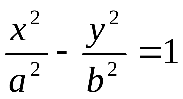 x²/a² - y²/b² = 1